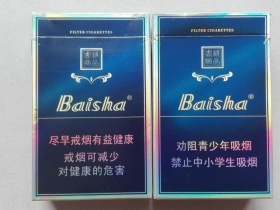 FILTER CIGARETTES
Baisha
尽早戒烟有益健康
戒烟可减少
对健康的危害
FILTER CIGARETTES
Baisha
劝阻青少年吸烟
禁止中小学生吸烟